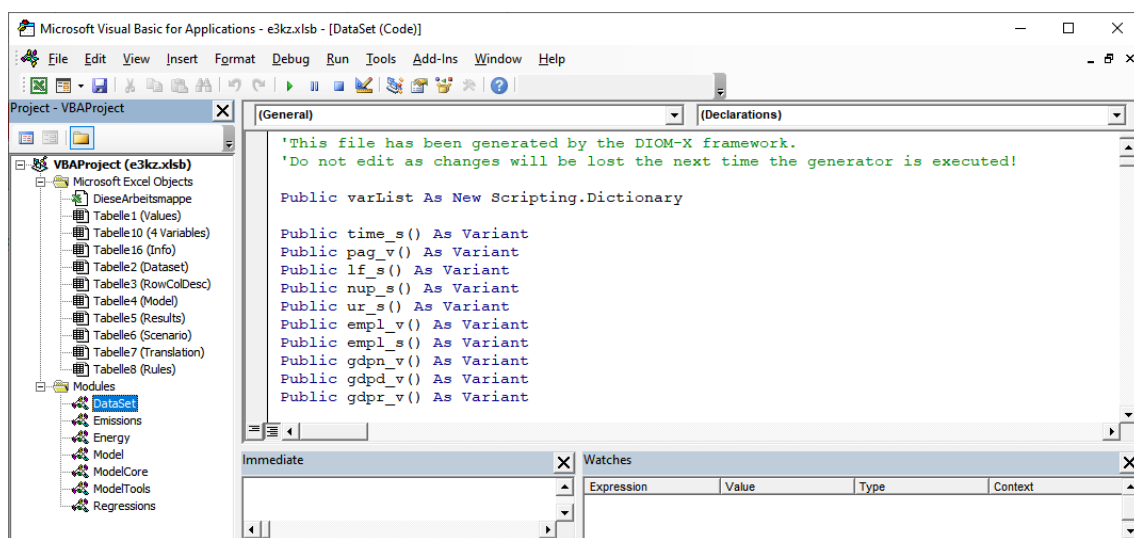 Microsoft Visual Basic for Applications - e3kz.xlsb - [DataSet (Code)]
File Edit View Insert Format Debug Run Tools Add-Ins Window Help
Project - VBAProject
(General)
(Declarations)
VBAProject (e3kz.xlsb)
Microsoft Excel Objects
DieseArbeitsmappe
Tabelle1 (Values)
Tabelle10 (4 Variables)
Tabelle16 (Info)
Tabelle2 (Dataset)
Tabelle3 (RowColDesc)
Tabelle4 (Model)
Tabelle5 (Results)
Tabelle6 (Scenario)
Tabelle7 (Translation)
Tabelle8 (Rules)
Modules
DataSet
Emissions
Energy
Model
ModelCore
ModelTools
Regressions
'This file has been generated by the DIOM-X framework.
'Do not edit as changes will be lost the next time the generator is executed!
Public varList As New Scripting.Dictionary
Public time_s() As Variant
Public pag_v() As Variant
Public lf_s() As Variant
Public nup_s() As Variant
Public ur_s() As Variant
Public empl_v() As Variant
Public empl_s() As Variant
Public gdpn_v() As Variant
Public gdpd_v() As Variant
Public gdpr_v() As Variant
Immediate
Watches
Expression Value Type Context